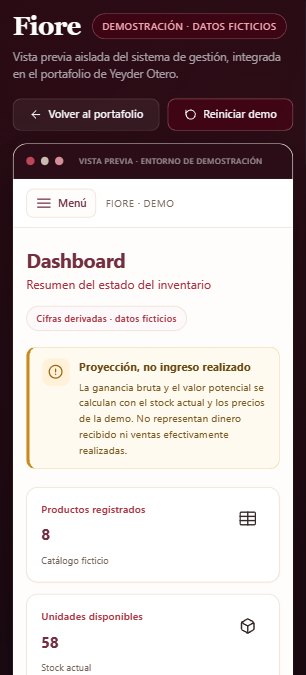 Fiore
DEMOSTRACIÓN · DATOS FICTICIOS
Vista previa aislada del sistema de gestión, integrada
en el portafolio de Yeyder Otero.
Volver al portafolio
Reiniciar demo
VISTA PREVIA · ENTORNO DE DEMOSTRACIÓN
Menú
FIORE · DEMO
Dashboard
Resumen del estado del inventario
Cifras derivadas · datos ficticios
Proyección, no ingreso realizado
La ganancia bruta y el valor potencial se
calculan con el stock actual y los precios
de la demo. No representan dinero
recibido ni ventas efectivamente
realizadas.
Productos registrados
8
Catálogo ficticio
Unidades disponibles
58
Stock actual